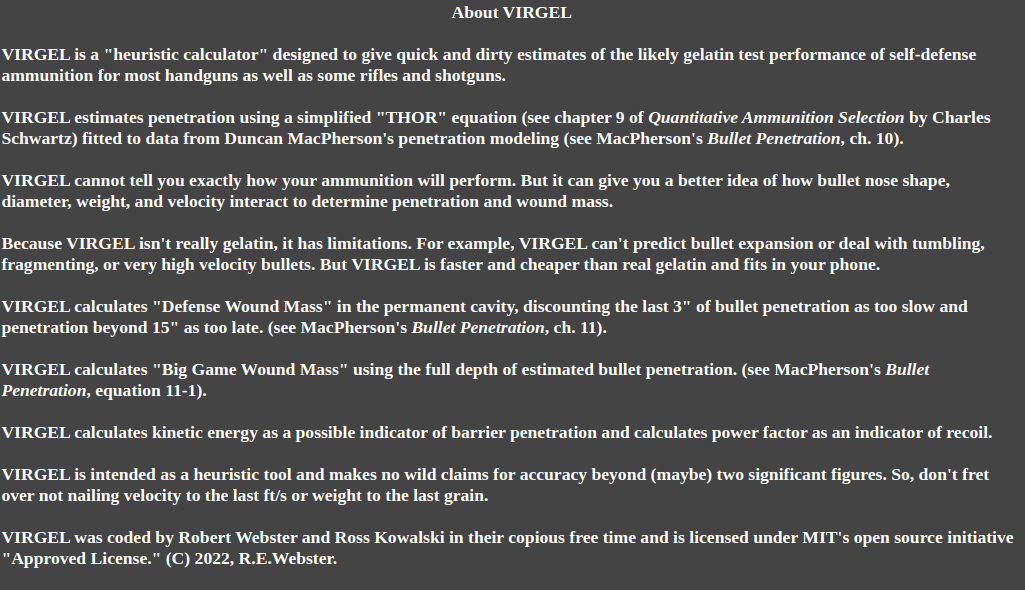 About VIRGEL
VIRGEL is a "heuristic calculator" designed to give quick and dirty estimates of the likely gelatin test performance of self-defense
ammunition for most handguns as well as some rifles and shotguns.
VIRGEL estimates penetration using a simplified "THOR" equation (see chapter 9 of Quantitative Ammunition Selection by Charles
Schwartz) fitted to data from Duncan MacPherson's penetration modeling (see MacPherson's Bullet Penetration, ch. 10).
VIRGEL cannot tell you exactly how your ammunition will perform. But it can give you a better idea of how bullet nose shape,
diameter, weight, and velocity interact to determine penetration and wound mass.
Because VIRGEL isn't really gelatin, it has limitations. For example, VIRGEL can't predict bullet expansion or deal with tumbling,
fragmenting, or very high velocity bullets. But VIRGEL is faster and cheaper than real gelatin and fits in your phone.
VIRGEL calculates "Defense Wound Mass" in the permanent cavity, discounting the last 3" of bullet penetration as too slow and
penetration beyond 15" as too late. (see MacPherson's Bullet Penetration, ch. 11).
VIRGEL calculates "Big Game Wound Mass" using the full depth of estimated bullet penetration. (see MacPherson's Bullet
Penetration, equation 11-1).
VIRGEL calculates kinetic energy as a possible indicator of barrier penetration and calculates power factor as an indicator of recoil.
VIRGEL is intended as a heuristic tool and makes no wild claims for accuracy beyond (maybe) two significant figures. So, don't fret
over not nailing velocity to the last ft/s or weight to the last grain.
VIRGEL was coded by Robert Webster and Ross Kowalski in their copious free time and is licensed under MIT's open source initiative
"Approved License." (C) 2022, R.E.Webster.